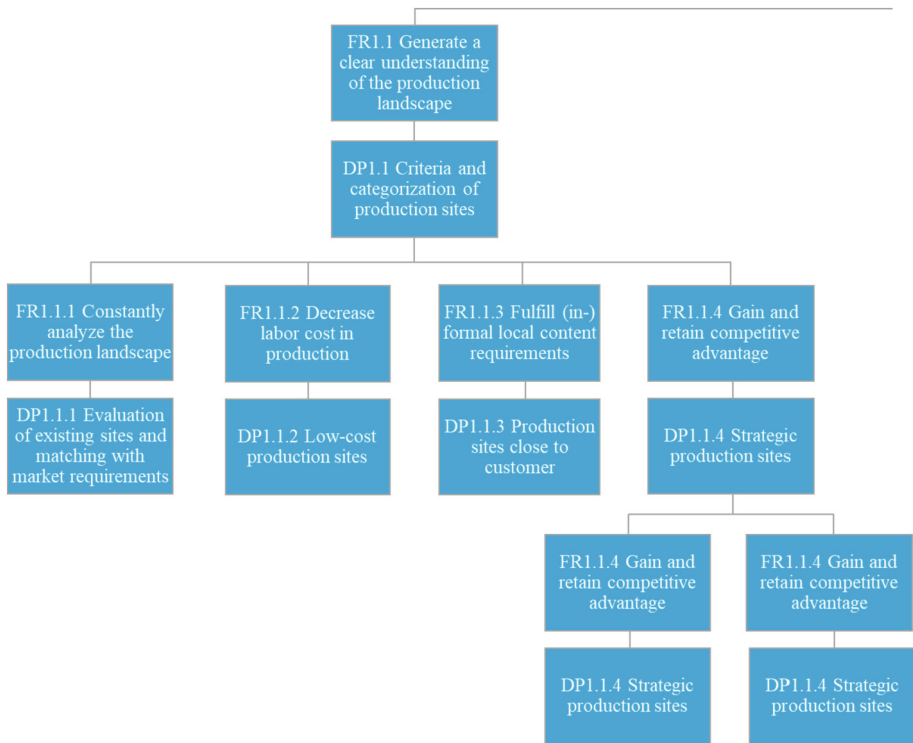 FR1.1 Generate a
clear understanding
of the production
landscape
DP1.1 Criteria and
categorization of
production sites
FR1.1.1 Constantly
analyze the
production landscape
DP1.1.1 Evaluation
of existing sites and
matching with
market requirements
FR1.1.2 Decrease
labor cost in
production
DP1.1.2 Low-cost
production sites
FR1.1.3 Fulfill (in-)
formal local content
requirements
DP1.1.3 Production
sites close to
customer
FR1.1.4 Gain and
retain competitive
advantage
DP1.1.4 Strategic
production sites
FR1.1.4 Gain and
retain competitive
advantage
DP1.1.4 Strategic
production sites
FR1.1.4 Gain and
retain competitive
advantage
DP1.1.4 Strategic
production sites